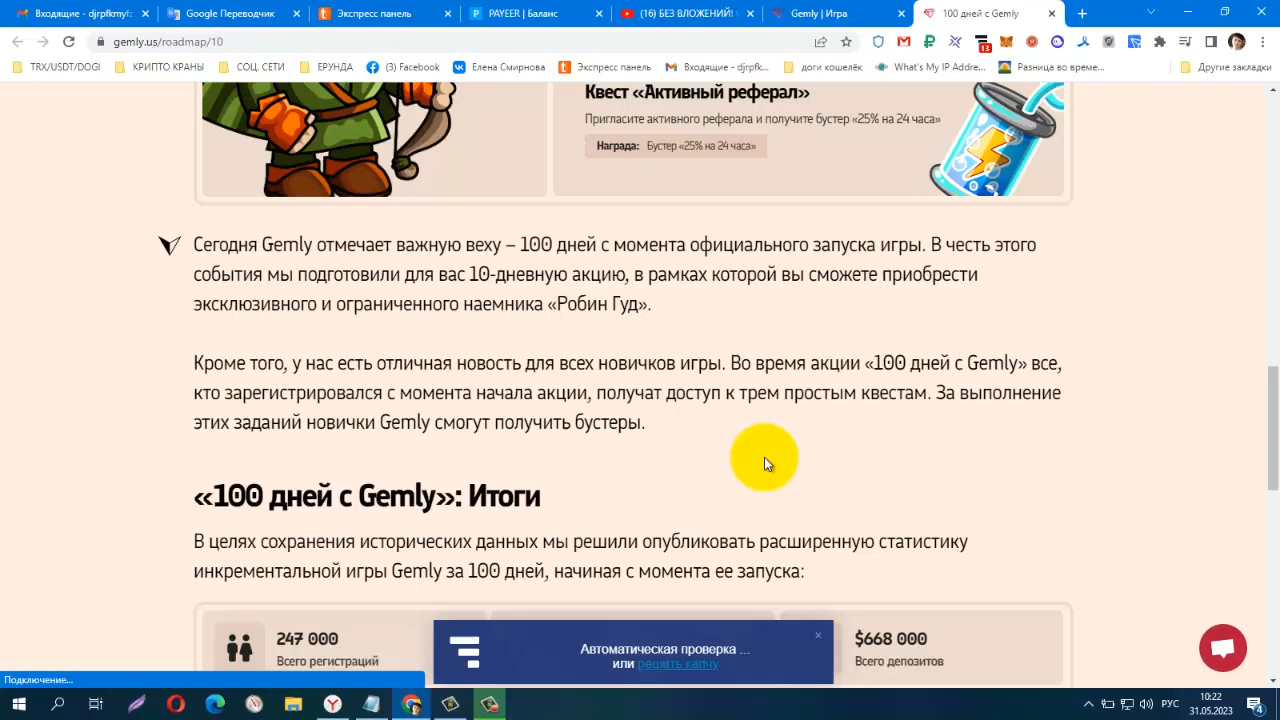 Входящие - djrpfkmyfa
Google Переводчик
Экспресс панель
PAYEER | Баланс
(16) БЕЗ ВЛОЖЕНИЙ!
Gemly | Игра
100 дней с Gemly
gemly.us/roadmap/10
13
TRX/USDT/DOGI
КРИПТО КРАНЫ
СОЦ. СЕТИ
ЕРУНДА
(3) Facebook
Елена Смирнова
Экспресс панель
Входящие - djrpfk...
доги кошелёк
What's My IP Addre...
Разница во време...
Другие закладки
Квест «Активный реферал»
Пригласите активного реферала и получите бустер «25% на 24 часа»
Награда: Бустер «25% на 24 часа»
Сегодня Gemly отмечает важную веху – 100 дней с момента официального запуска игры. В честь этого
события мы подготовили для вас 10-дневную акцию, в рамках которой вы сможете приобрести
эксклюзивного и ограниченного наемника «Робин Гуд».
Кроме того, у нас есть отличная новость для всех новичков игры. Во время акции «100 дней с Gemly» все,
кто зарегистрировался с момента начала акции, получат доступ к трем простым квестам. За выполнение
этих заданий новички Gemly смогут получить бустеры.
«100 дней с Gemly»: Итоги
В целях сохранения исторических данных мы решили опубликовать расширенную статистику
инкрементальной игры Gemly за 100 дней, начиная с момента ее запуска:
247 000
Всего регистраций
$668 000
Всего депозитов
Автоматическая проверка ...
или решить капчу
Подключение...
РУС
10:22
31.05.2023
4